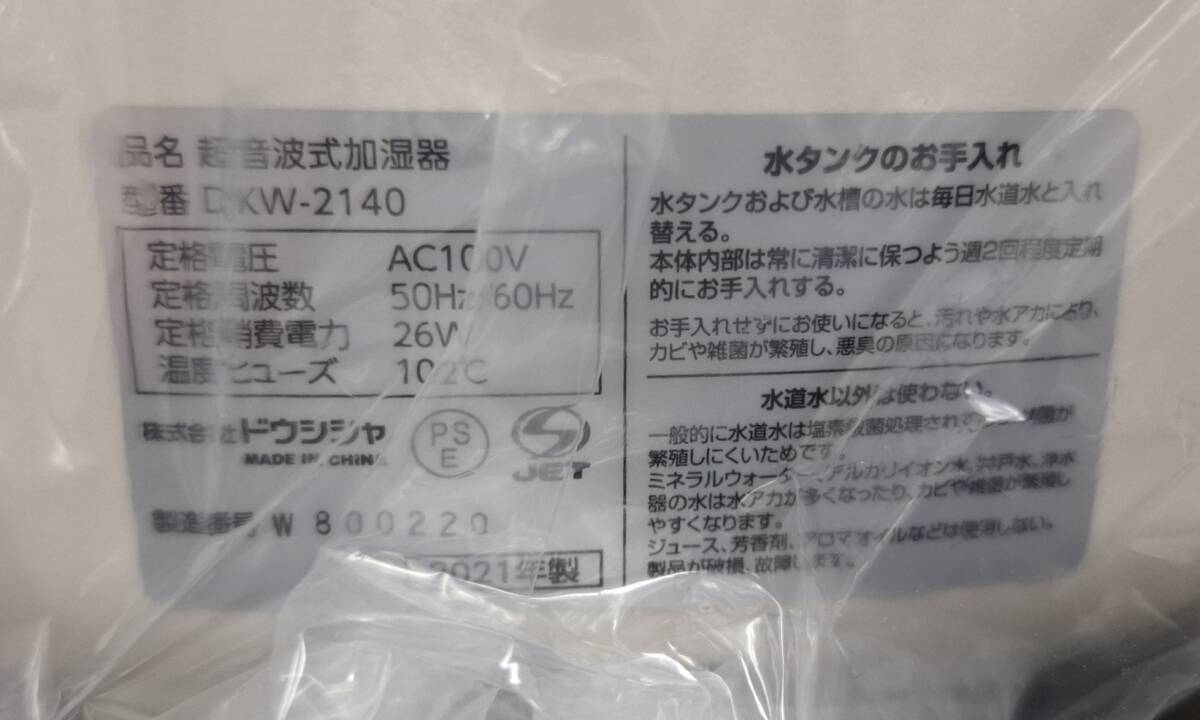 品名 超音波式加湿器
型番 DKW-2140
定格電圧 AC100V
定格周波数 50Hz/60Hz
定格消費電力 26W
温度ヒューズ 102℃
株式会社ドウシシャ
MADE IN CHINA
PS
E
JET
製造番号 W 800220
2021年製
水タンクのお手入れ
水タンクおよび水槽の水は毎日水道水と入れ
替える。
本体内部は常に清潔に保つよう週2回程度定期
的にお手入れする。
お手入れせずにお使いになると、汚れや水アカにより、
カビや雑菌が繁殖し、悪臭の原因になります。
水道水以外は使わない。
一般的に水道水は塩素殺菌処理されて 雑菌が
繁殖しにくいためです。
ミネラルウォーター、アルカリイオン水、井戸水、浄水
器の水は水アカが多くなったり、カビや雑菌が繁殖し
やすくなります。
ジュース、芳香剤、アロマオイルなどは使用しない。
製品が破損、故障します。